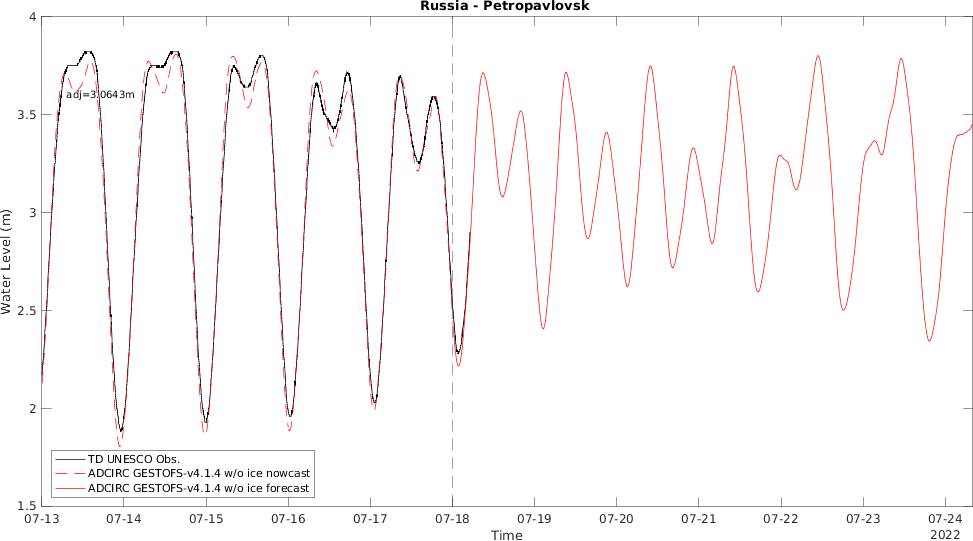 Russia - Petropavlovsk
4
3.5
3
2.5
2
1.5
Water Level (m)
adj=3.0643m
TD UNESCO Obs.
ADCIRC GESTOFS-v4.1.4 w/o ice nowcast
ADCIRC GESTOFS-v4.1.4 w/o ice forecast
07-13 07-14 07-15 07-16 07-17 07-18 07-19 07-20 07-21 07-22 07-23 07-24
2022
Time